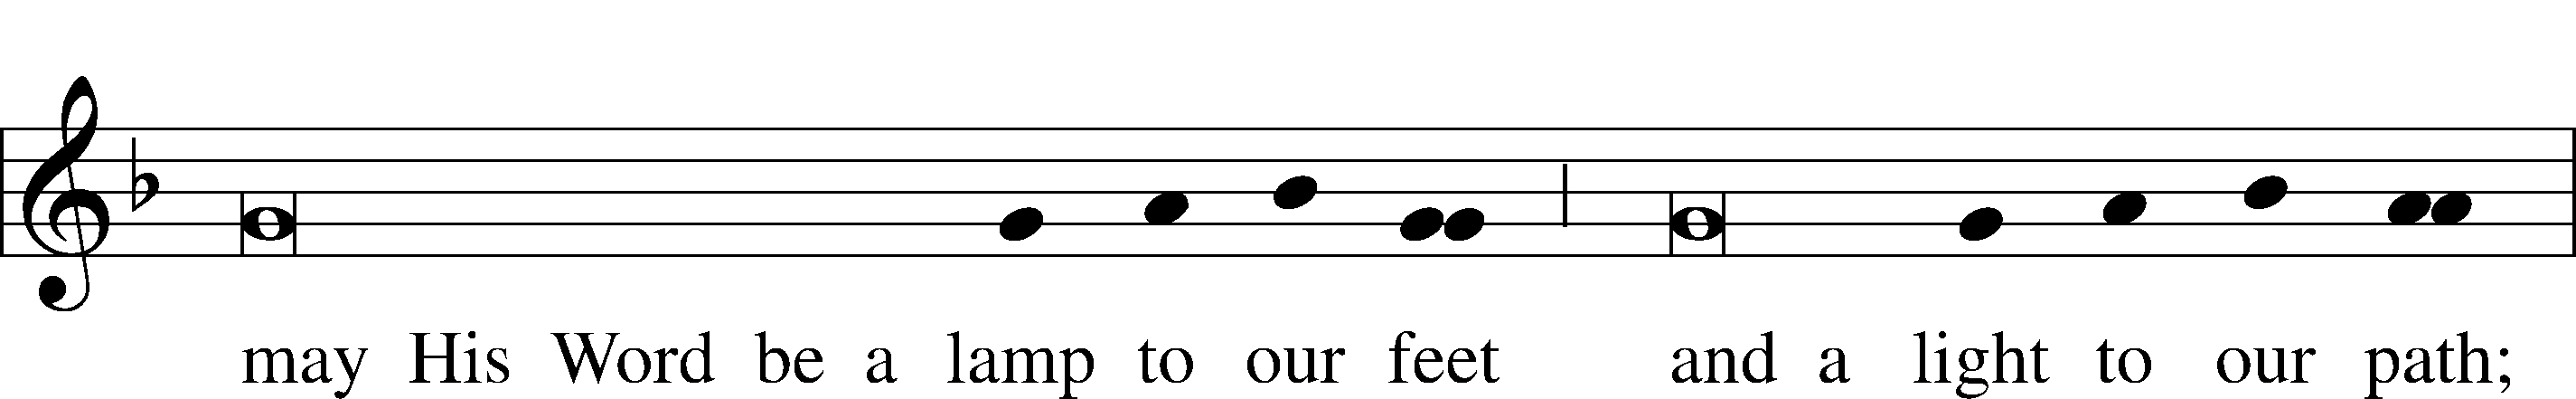 may His Word be a lamp to our feet and a light to our path;